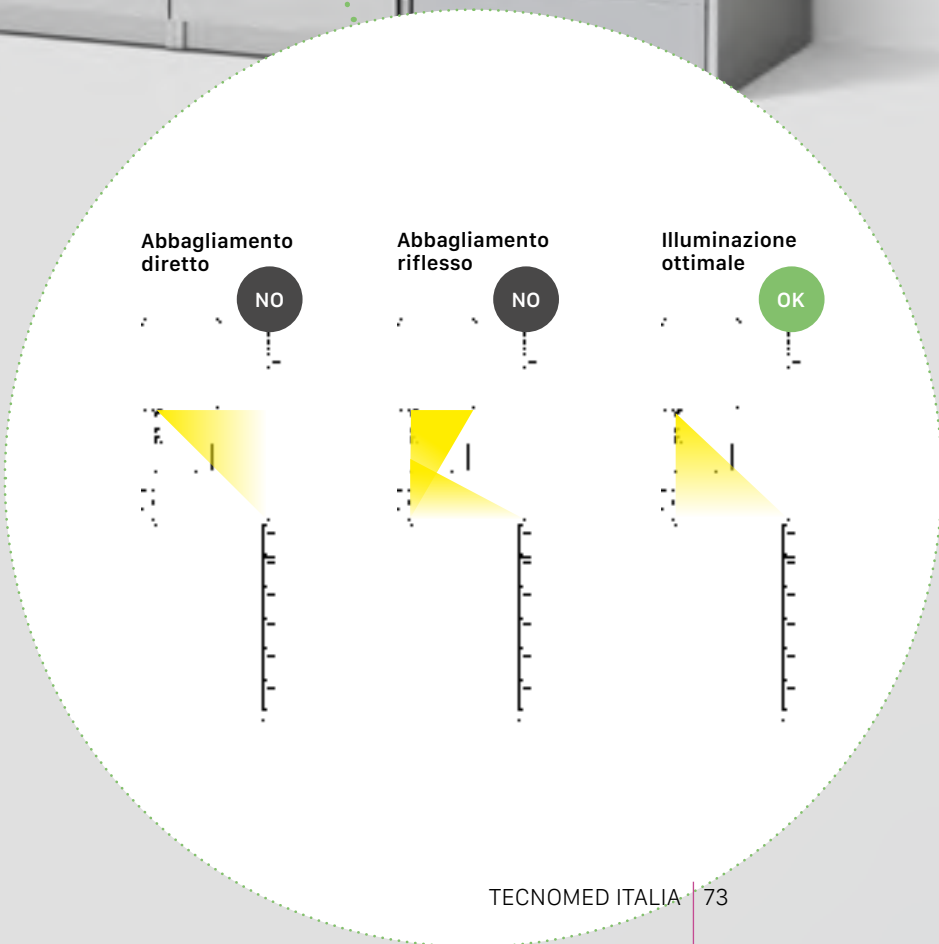 Abbagliamento
diretto
NO
Abbagliamento
riflesso
NO
Illuminazione
ottimale
OK
TECNOMED ITALIA 73